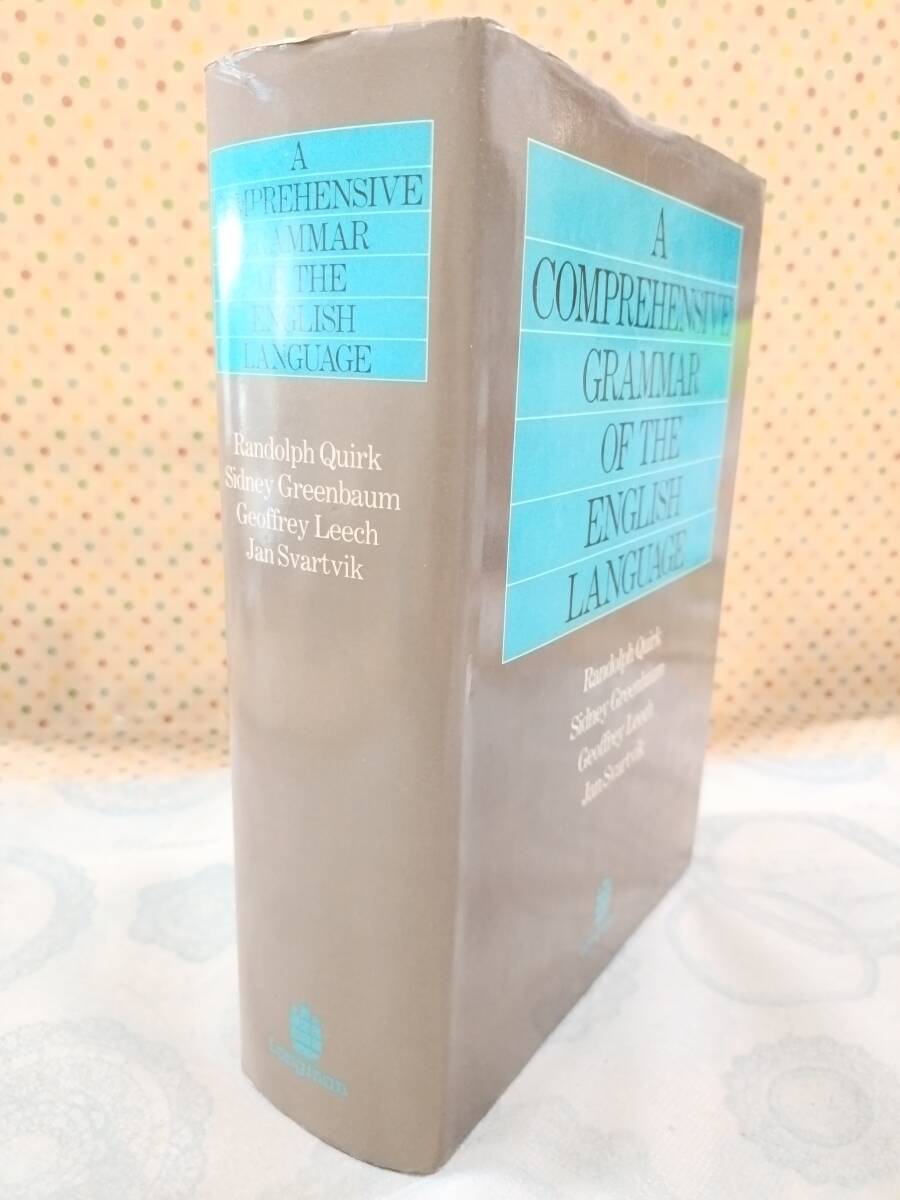 A
COMPREHENSIVE
GRAMMAR
OF THE
ENGLISH
LANGUAGE
Randolph Quirk
Sidney Greenbaum
Geoffrey Leech
Jan Svartvik
Longman
A
COMPREHENSIVE
GRAMMAR
OF THE
ENGLISH
LANGUAGE
Randolph Quirk
Sidney Greenbaum
Geoffrey Leech
Jan Svartvik